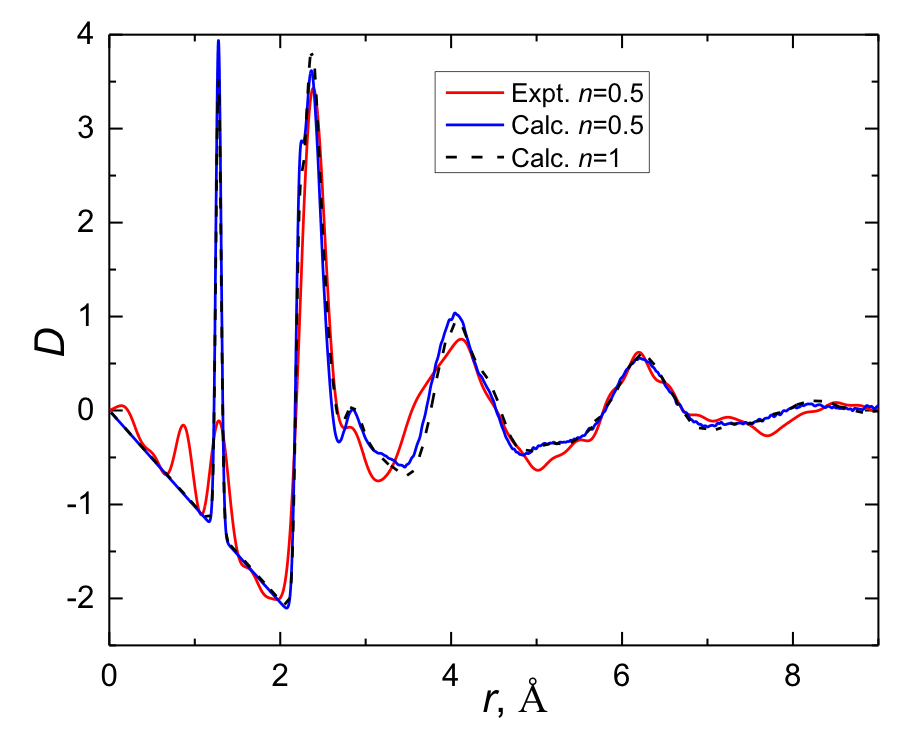 4
3
2
1
0
-1
-2
D
Expt. n=0.5
Calc. n=0.5
Calc. n=1
0 2 4 6 8
r, Å